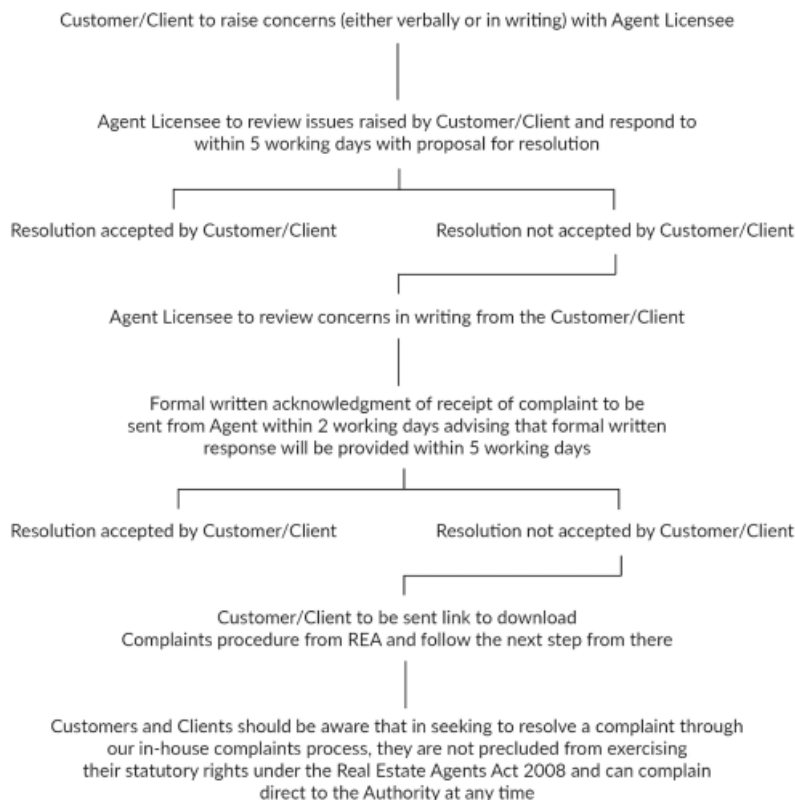 Customer/Client to raise concerns (either verbally or in writing) with Agent Licensee
Agent Licensee to review issues raised by Customer/Client and respond to
within 5 working days with proposal for resolution
Resolution accepted by Customer/Client
Resolution not accepted by Customer/Client
Agent Licensee to review concerns in writing from the Customer/Client
Formal written acknowledgment of receipt of complaint to be
sent from Agent within 2 working days advising that formal written
response will be provided within 5 working days
Resolution accepted by Customer/Client
Resolution not accepted by Customer/Client
Customer/Client to be sent link to download
Complaints procedure from REA and follow the next step from there
Customers and Clients should be aware that in seeking to resolve a complaint through
our in-house complaints process, they are not precluded from exercising
their statutory rights under the Real Estate Agents Act 2008 and can complain
direct to the Authority at any time